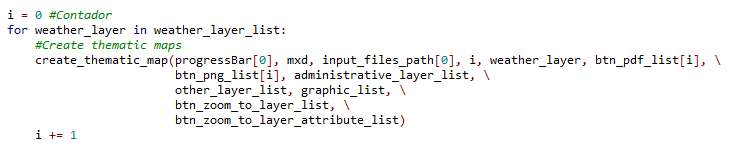 i = 0 #Contador
for weather_layer in weather_layer_list:
    #Create thematic maps
    create_thematic_map(progressBar[0], mxd, input_files_path[0], i, weather_layer, btn_pdf_list[i], \
                        btn_png_list[i], administrative_layer_list, \
                        other_layer_list, graphic_list, \
                        btn_zoom_to_layer_list, \
                        btn_zoom_to_layer_attribute_list)
    i += 1